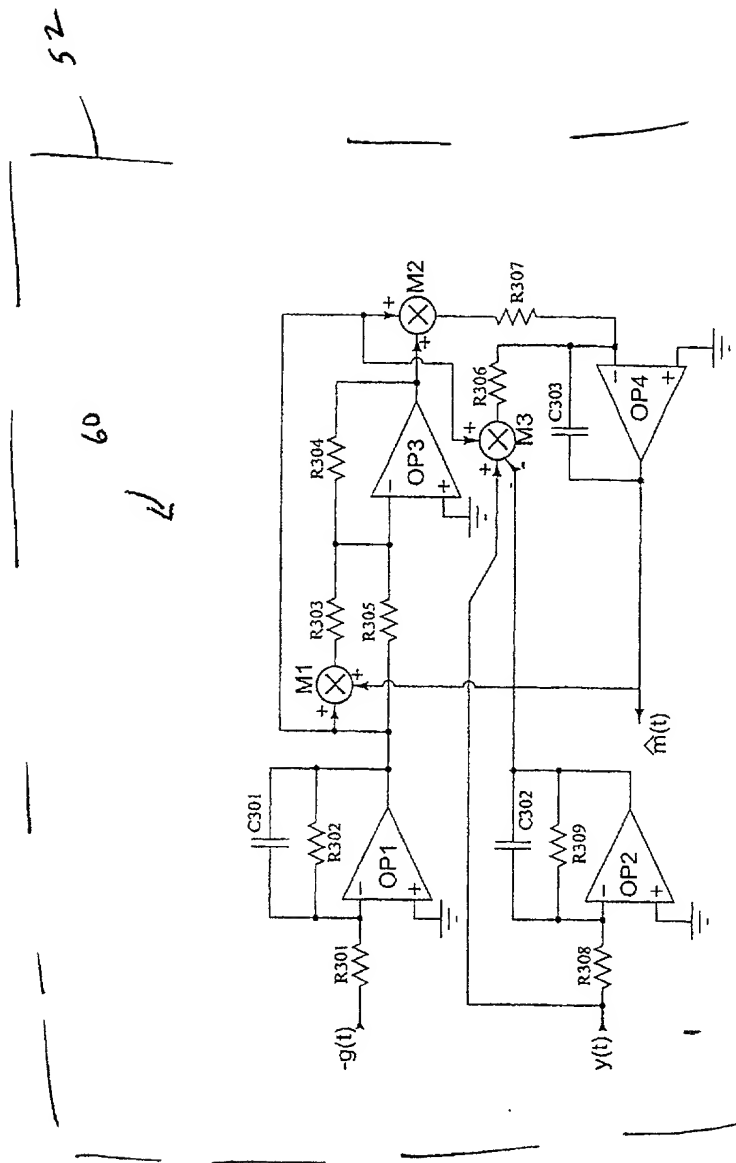 52
60
C301
R302
R301
-g(t)
OP1
M1
R303
R304
R305
OP3
M2
R307
R306
M3
C303
OP4
C302
R309
R308
y(t)
OP2
m̂(t)